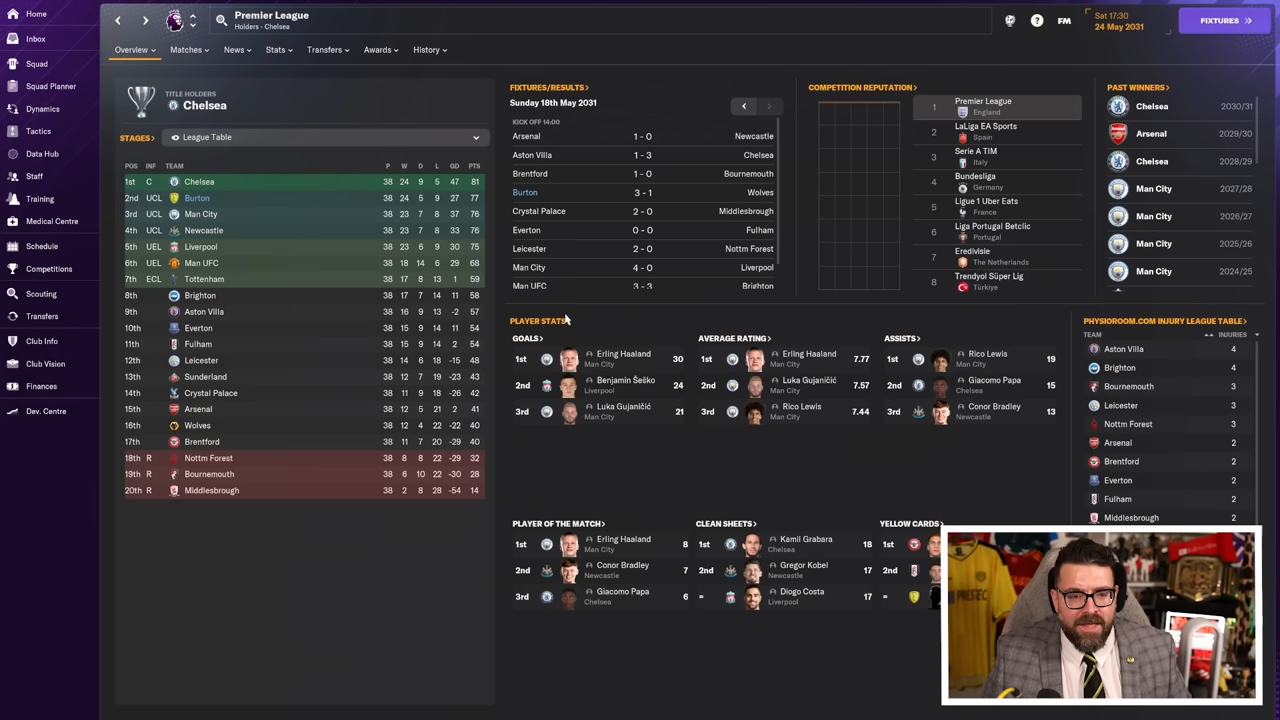 Home
Inbox
Squad
Squad Planner
Dynamics
Tactics
Data Hub
Staff
Training
Medical Centre
Schedule
Competitions
Scouting
Transfers
Club Info
Club Vision
Finances
Dev. Centre
Premier League
Holders - Chelsea
? FM
Sat 17:30
24 May 2031
FIXTURES
Overview Matches News Stats Transfers Awards History
TITLE HOLDERS
Chelsea
STAGES> League Table
POS INF TEAM P W D L GD PTS
1st C Chelsea 38 24 9 5 47 81
2nd UCL Burton 38 24 5 9 27 77
3rd UCL Man City 38 23 7 8 37 76
4th UCL Newcastle 38 23 7 8 33 76
5th UEL Liverpool 38 23 6 9 30 75
6th UEL Man UFC 38 18 14 6 29 68
7th ECL Tottenham 38 17 8 13 1 59
8th Brighton 38 17 7 14 11 58
9th Aston Villa 38 16 9 13 -2 57
10th Everton 38 15 9 14 11 54
11th Fulham 38 15 9 14 2 54
12th Leicester 38 14 6 18 -15 48
13th Sunderland 38 12 7 19 -23 43
14th Crystal Palace 38 11 9 18 -26 42
15th Arsenal 38 12 5 21 2 41
16th Wolves 38 12 4 22 -22 40
17th Brentford 38 11 7 20 -29 40
18th R Nottm Forest 38 8 8 22 -29 32
19th R Bournemouth 38 6 10 22 -30 28
20th R Middlesbrough 38 2 8 28 -54 14
FIXTURES/RESULTS>
Sunday 18th May 2031
KICK OFF 14:00
Arsenal 1 - 0 Newcastle
Aston Villa 1 - 3 Chelsea
Brentford 1 - 0 Bournemouth
Burton 3 - 1 Wolves
Crystal Palace 2 - 0 Middlesbrough
Everton 0 - 0 Fulham
Leicester 2 - 0 Nottm Forest
Man City 4 - 0 Liverpool
Man UFC 3 - 3 Brighton
COMPETITION REPUTATION>
1 Premier League
England
2 LaLiga EA Sports
Spain
3 Serie A TIM
Italy
4 Bundesliga
Germany
5 Ligue 1 Uber Eats
France
6 Liga Portugal Betclic
Portugal
7 Eredivisie
The Netherlands
8 Trendyol Süper Lig
Türkiye
PAST WINNERS>
Chelsea 2030/31
Arsenal 2029/30
Chelsea 2028/29
Man City 2027/28
Man City 2026/27
Man City 2025/26
Man City 2024/25
PLAYER STATS
GOALS>
1st Erling Haaland 30
Man City
2nd Benjamin Šeško 24
Liverpool
3rd Luka Gujaničić 21
Man City
AVERAGE RATING>
1st Erling Haaland 7.77
Man City
2nd Luka Gujaničić 7.57
Man City
3rd Rico Lewis 7.44
Man City
ASSISTS>
1st Rico Lewis 19
Man City
2nd Giacomo Papa 15
Chelsea
3rd Conor Bradley 13
Newcastle
PLAYER OF THE MATCH>
1st Erling Haaland 8
Man City
2nd Conor Bradley 7
Newcastle
3rd Giacomo Papa 6
Chelsea
CLEAN SHEETS>
1st Kamil Grabara 18
Chelsea
2nd Gregor Kobel 17
Newcastle
= Diogo Costa 17
Liverpool
YELLOW CARDS>
1st
2nd
=
PHYSIOROOM.COM INJURY LEAGUE TABLE>
TEAM INJURIES
Aston Villa 4
Brighton 4
Bournemouth 3
Leicester 3
Nottm Forest 3
Arsenal 2
Brentford 2
Everton 2
Fulham 2
Middlesbrough 2